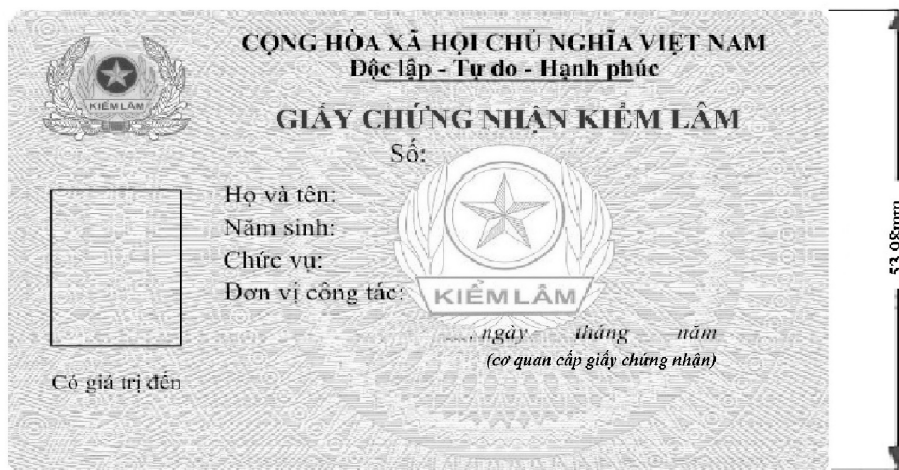 CỘNG HÒA XÃ HỘI CHỦ NGHĨA VIỆT NAM
Độc lập - Tự do - Hạnh phúc
KIỂM LÂM
GIẤY CHỨNG NHẬN KIỂM LÂM
Số:
Họ và tên:
Năm sinh:
Chức vụ:
Đơn vị công tác:
KIỂM LÂM
....., ngày tháng năm
(cơ quan cấp giấy chứng nhận)
Có giá trị đến
53,98mm